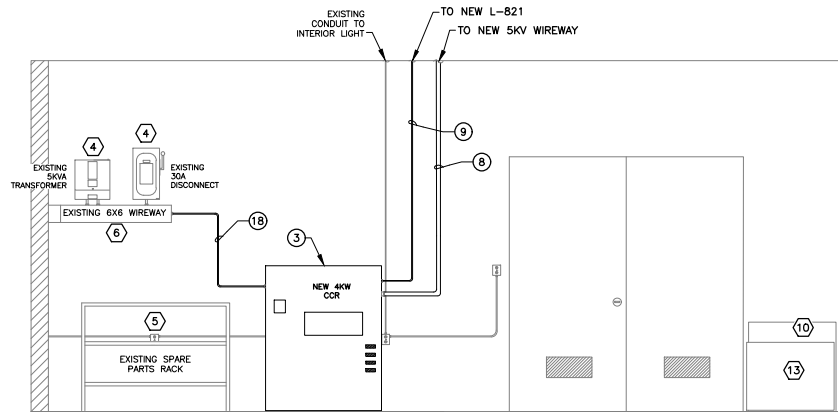 EXISTING
CONDUIT TO
INTERIOR LIGHT
TO NEW L-821
TO NEW 5KV WIREWAY
4
4
9
8
EXISTING
5KVA
TRANSFORMER
EXISTING
30A
DISCONNECT
EXISTING 6X6 WIREWAY
6
18
3
NEW 4KW
CCR
5
EXISTING SPARE
PARTS RACK
10
13